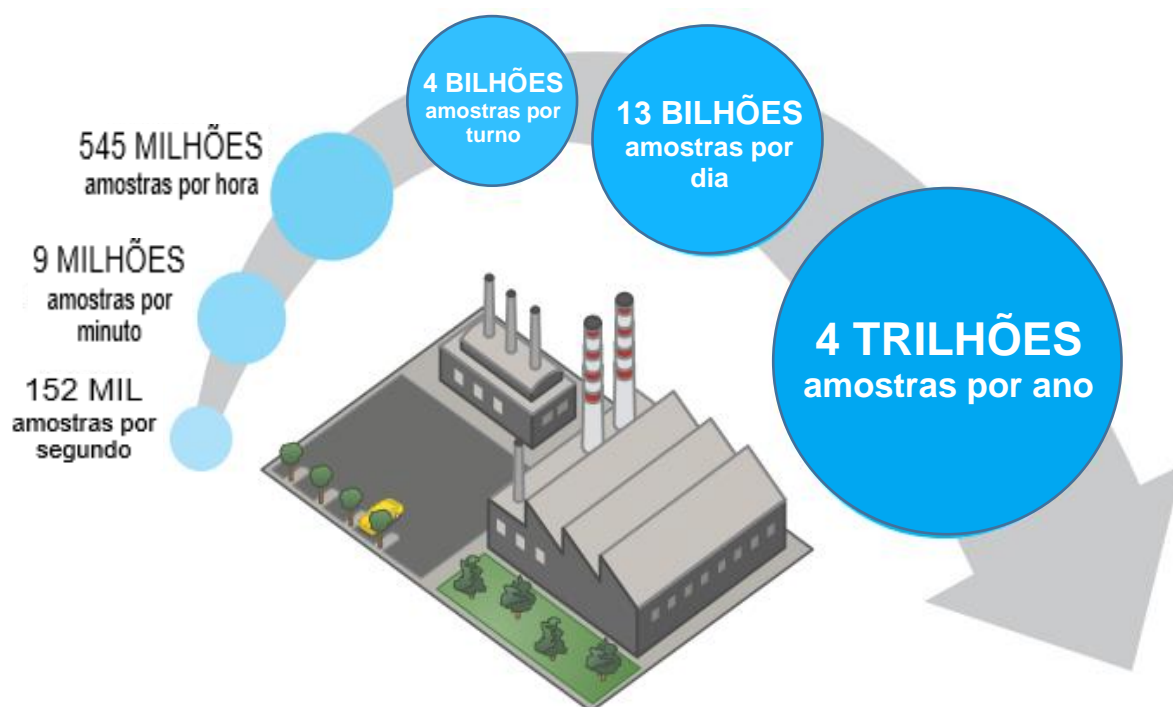 4 BILHÕES
amostras por
turno
13 BILHÕES
amostras por
dia
545 MILHÕES
amostras por hora
9 MILHÕES
amostras por
minuto
4 TRILHÕES
amostras por ano
152 MIL
amostras por
segundo